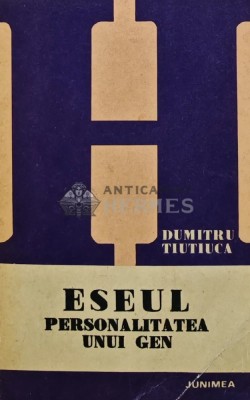 DUMITRU
TIUTIUCA
ESEUL
PERSONALITATEA
UNUI GEN
JUNIMEA